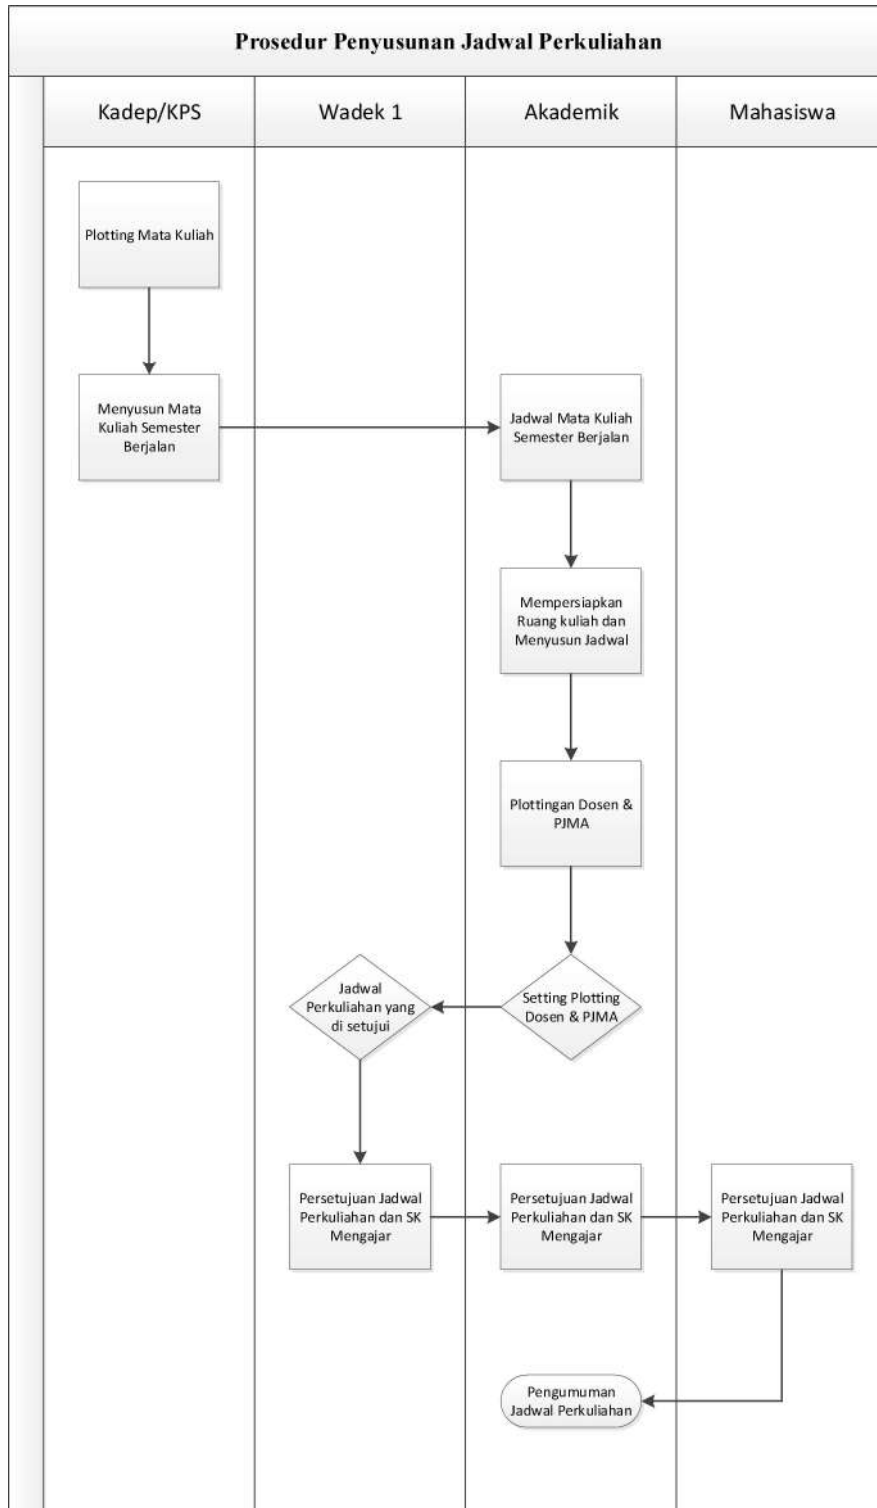 Prosedur Penyusunan Jadwal Perkuliahan
Kadep/KPS
Wadek 1
Akademik
Mahasiswa
Plotting Mata Kuliah
Menyusun Mata
Kuliah Semester
Berjalan
Jadwal Mata Kuliah
Semester Berjalan
Mempersiapkan
Ruang kuliah dan
Menyusun Jadwal
Plottingan Dosen &
PJMA
Jadwal
Perkuliahan yang
di setujui
Setting Plotting
Dosen & PJMA
Persetujuan Jadwal
Perkuliahan dan SK
Mengajar
Persetujuan Jadwal
Perkuliahan dan SK
Mengajar
Persetujuan Jadwal
Perkuliahan dan SK
Mengajar
Pengumuman
Jadwal Perkuliahan